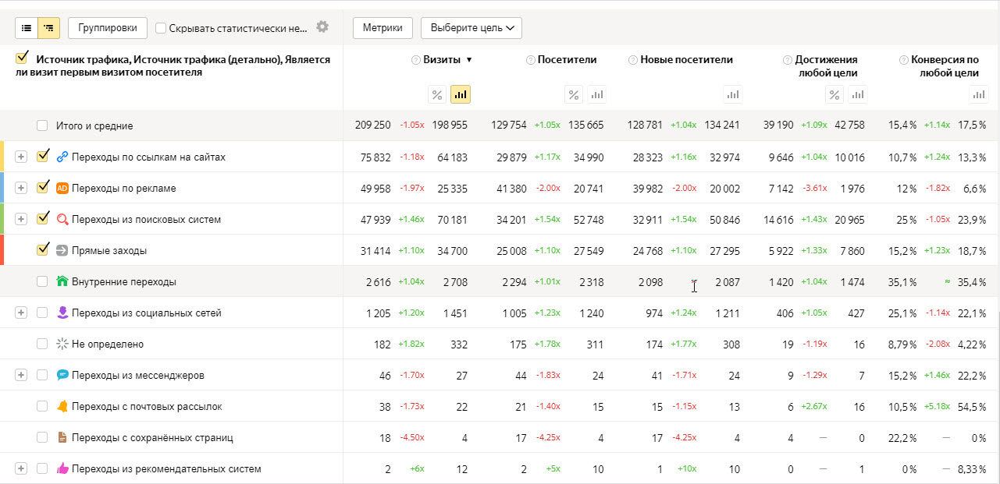 Группировки Скрывать статистически не... Метрики Выберите цель
Источник трафика, Источник трафика (детально), Является ли визит первым визитом посетителя
? Визиты ▼ ? Посетители ? Новые посетители ? Достижения любой цели ? Конверсия по любой цели
% % %
Итого и средние 209 250 -1.05x 198 955 129 754 +1.05x 135 665 128 781 +1.04x 134 241 39 190 +1.09x 42 758 15,4 % +1.14x 17,5 %
+ Переходы по ссылкам на сайтах 75 832 -1.18x 64 183 29 879 +1.17x 34 990 28 323 +1.16x 32 974 9 646 +1.04x 10 016 10,7 % +1.24x 13,3 %
+ AD Переходы по рекламе 49 958 -1.97x 25 335 41 380 -2.00x 20 741 39 982 -2.00x 20 002 7 142 -3.61x 1 976 12 % -1.82x 6,6 %
+ Переходы из поисковых систем 47 939 +1.46x 70 181 34 201 +1.54x 52 748 32 911 +1.54x 50 846 14 616 +1.43x 20 965 25 % -1.05x 23,9 %
Прямые заходы 31 414 +1.10x 34 700 25 008 +1.10x 27 549 24 768 +1.10x 27 295 5 922 +1.33x 7 860 15,2 % +1.23x 18,7 %
Внутренние переходы 2 616 +1.04x 2 708 2 294 +1.01x 2 318 2 098 2 087 1 420 +1.04x 1 474 35,1 % ≈ 35,4 %
+ Переходы из социальных сетей 1 205 +1.20x 1 451 1 005 +1.23x 1 240 974 +1.24x 1 211 406 +1.05x 427 25,1 % -1.14x 22,1 %
Не определено 182 +1.82x 332 175 +1.78x 311 174 +1.77x 308 19 -1.19x 16 8,79 % -2.08x 4,22 %
+ Переходы из мессенджеров 46 -1.70x 27 44 -1.83x 24 41 -1.71x 24 9 -1.29x 7 15,2 % +1.46x 22,2 %
Переходы с почтовых рассылок 38 -1.73x 22 21 -1.40x 15 15 -1.15x 13 6 +2.67x 16 10,5 % +5.18x 54,5 %
Переходы с сохранённых страниц 18 -4.50x 4 17 -4.25x 4 17 -4.25x 4 4 — 0 22,2 % — 0 %
+ Переходы из рекомендательных систем 2 +6x 12 2 +5x 10 1 +10x 10 0 — 1 0 % — 8,33 %